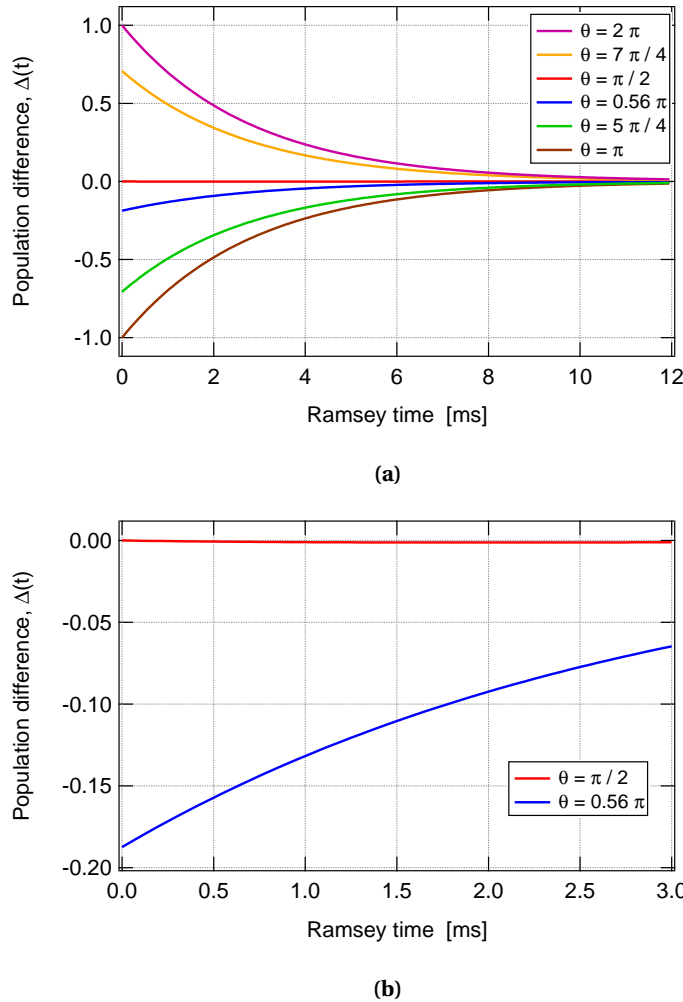 1.0
0.5
0.0
-0.5
-1.0
Population difference, Δ(t)
θ = 2 π
θ = 7 π / 4
θ = π / 2
θ = 0.56 π
θ = 5 π / 4
θ = π
0 2 4 6 8 10 12
Ramsey time [ms]
(a)
0.00
-0.05
-0.10
-0.15
-0.20
Population difference, Δ(t)
θ = π / 2
θ = 0.56 π
0.0 0.5 1.0 1.5 2.0 2.5 3.0
Ramsey time [ms]
(b)